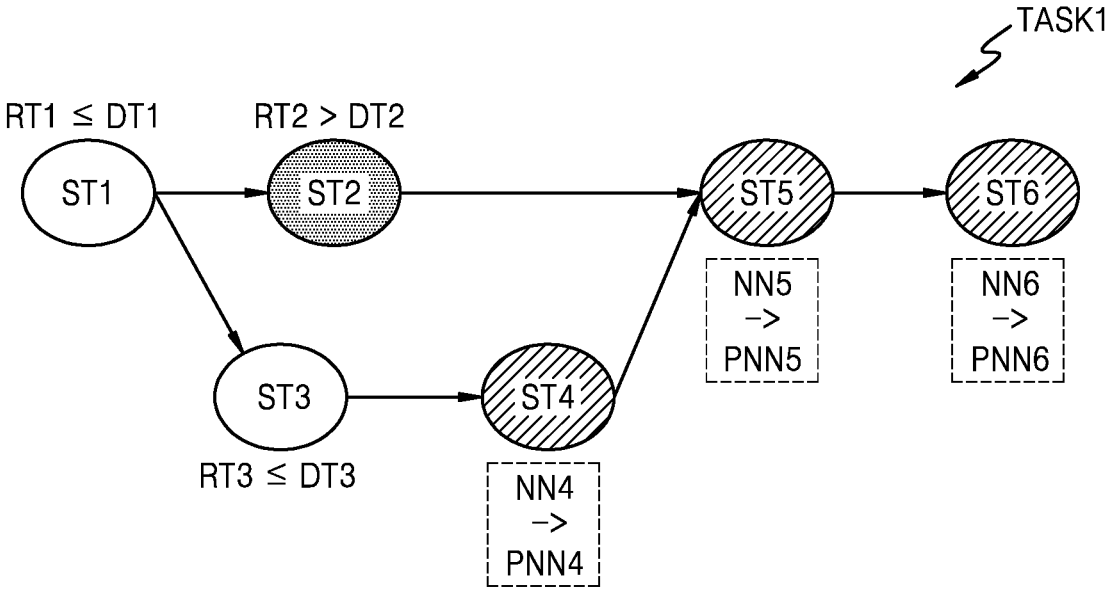 TASK1
RT1 ≤ DT1
RT2 > DT2
ST1
ST2
ST5
ST6
NN5
->
PNN5
NN6
->
PNN6
ST3
ST4
RT3 ≤ DT3
NN4
->
PNN4